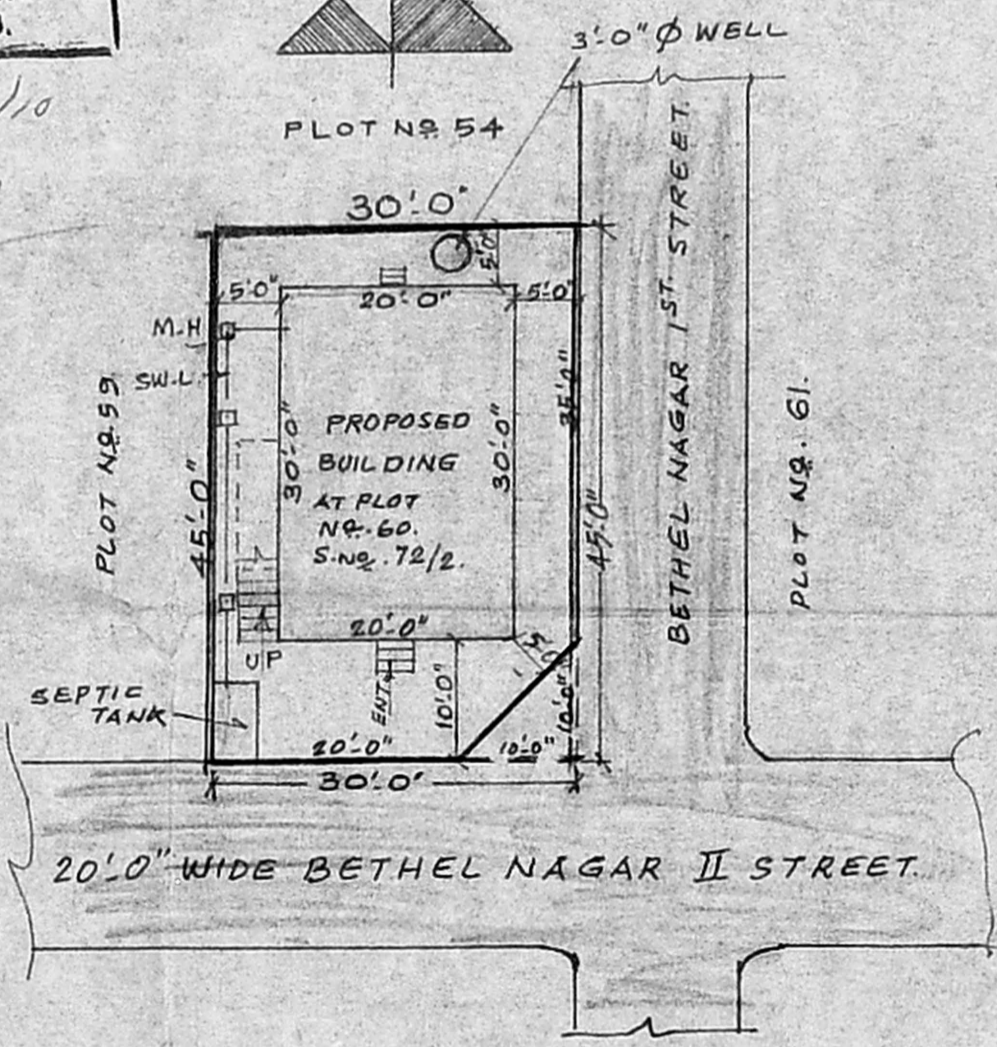 3'-0" Ø WELL
PLOT No 54
30'-0"
5'-0"
5'-0"
20'-0"
5'-0"
M-H
SW-L.
PLOT No 59
45'-0"
30'-0"
PROPOSED
BUILDING
AT PLOT
No. 60.
S.No. 72/2.
30'-0"
35'-0"
45'-0"
BETHEL NAGAR 1ST. STREET.
PLOT No. 61.
20'-0"
UP
ENT.
10'-0"
10'-0"
SEPTIC
TANK
20'-0"
10'-0"
30'-0"
20'-0" WIDE BETHEL NAGAR II STREET.